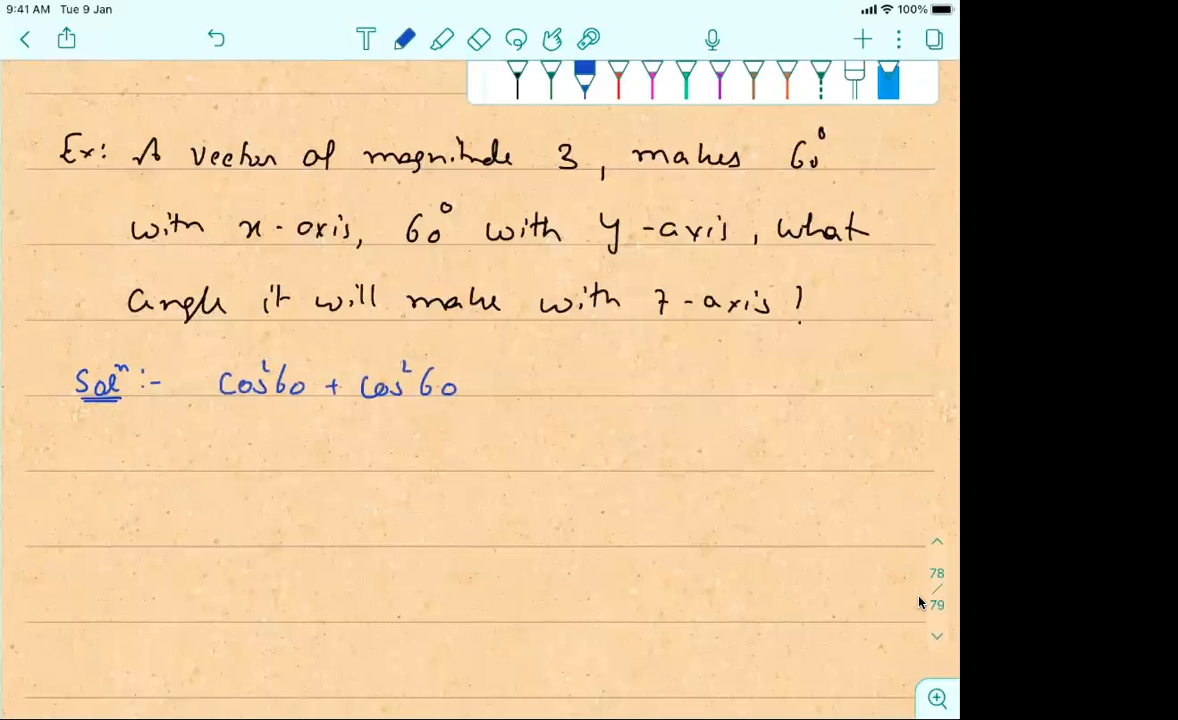 9:41 AM Tue 9 Jan
100%
Ex: A vector of magnitude 3, makes 60°
with x-axis, 60° with y-axis, what
angle it will make with z-axis?
Solⁿ:- cos²60 + cos²60
78
/
79